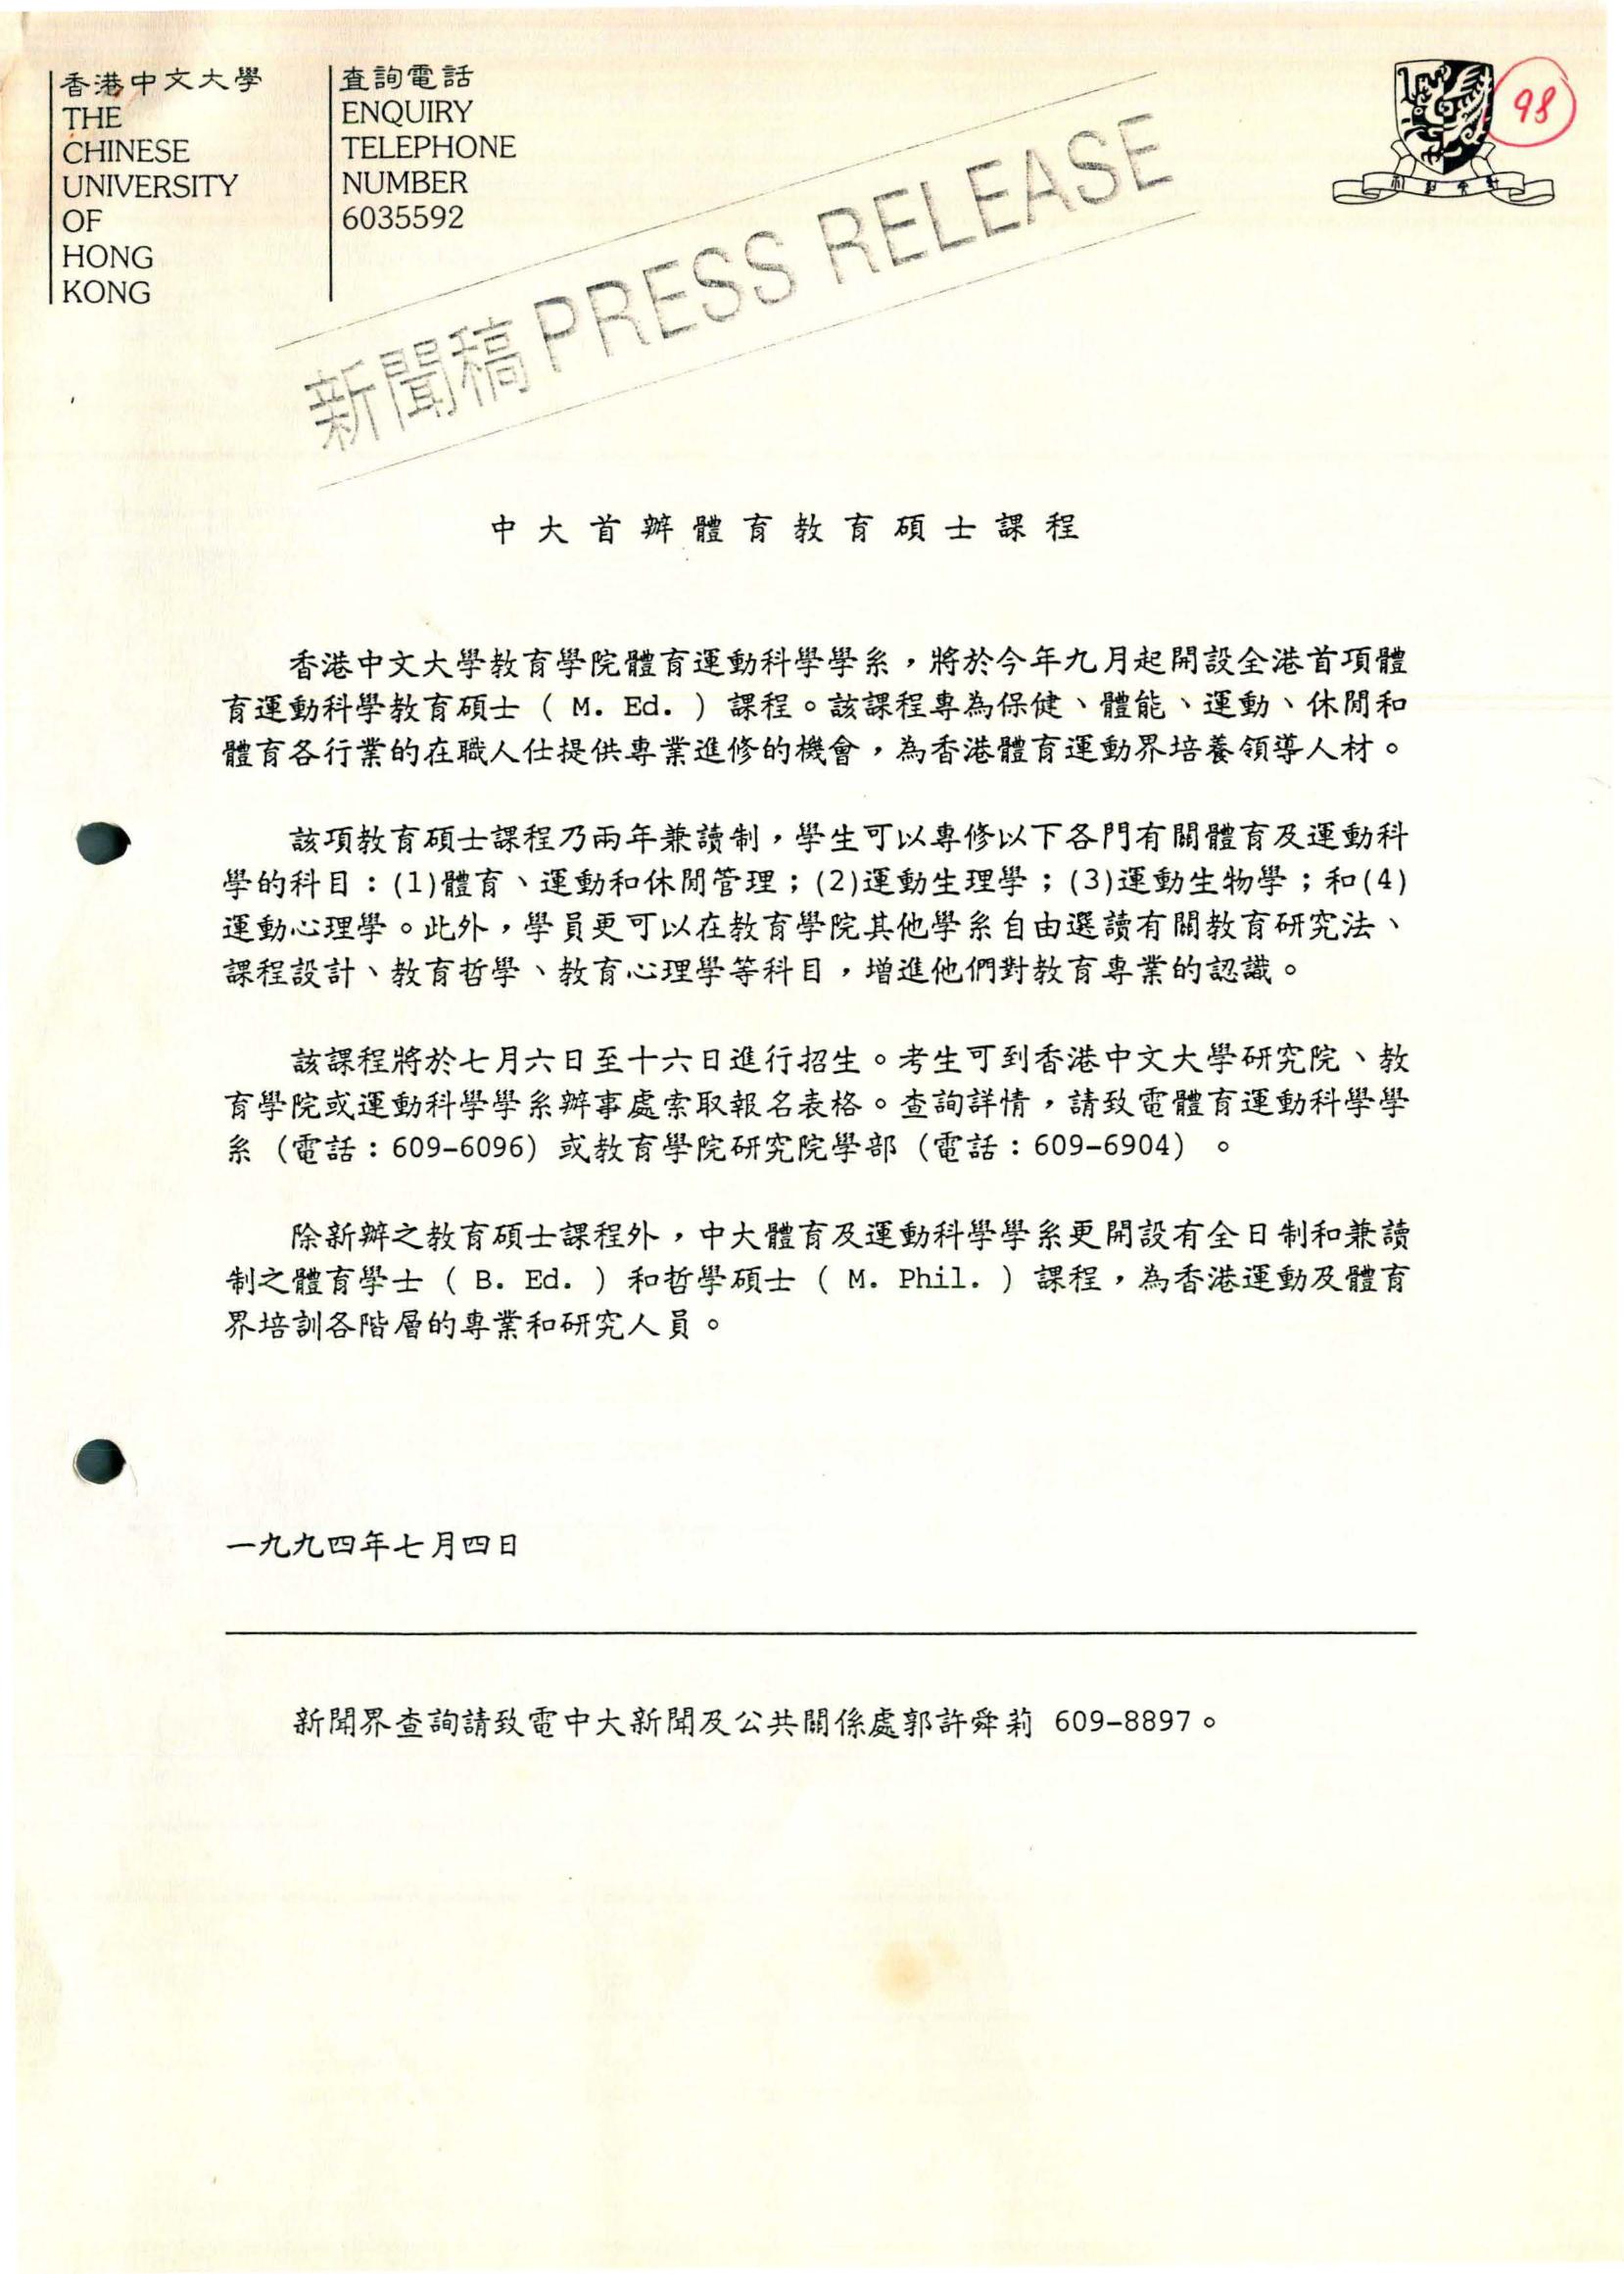 香港中文大學
THE
CHINESE
UNIVERSITY
OF
HONG
KONG
查詢電話
ENQUIRY
TELEPHONE
NUMBER
6035592
98
新聞稿 PRESS RELEASE
中大首辦體育教育碩士課程
香港中文大學教育學院體育運動科學學系，將於今年九月起開設全港首項體
育運動科學教育碩士（ M. Ed. ）課程。該課程專為保健、體能、運動、休閒和
體育各行業的在職人仕提供專業進修的機會，為香港體育運動界培養領導人材。
該項教育碩士課程乃兩年兼讀制，學生可以專修以下各門有關體育及運動科
學的科目：(1)體育、運動和休閒管理；(2)運動生理學；(3)運動生物學；和(4)
運動心理學。此外，學員更可以在教育學院其他學系自由選讀有關教育研究法、
課程設計、教育哲學、教育心理學等科目，增進他們對教育專業的認識。
該課程將於七月六日至十六日進行招生。考生可到香港中文大學研究院、教
育學院或運動科學學系辦事處索取報名表格。查詢詳情，請致電體育運動科學學
系（電話：609-6096）或教育學院研究院學部（電話：609-6904）。
除新辦之教育碩士課程外，中大體育及運動科學學系更開設有全日制和兼讀
制之體育學士（ B. Ed. ）和哲學碩士（ M. Phil. ）課程，為香港運動及體育
界培訓各階層的專業和研究人員。
一九九四年七月四日
新聞界查詢請致電中大新聞及公共關係處郭許舜莉 609-8897。